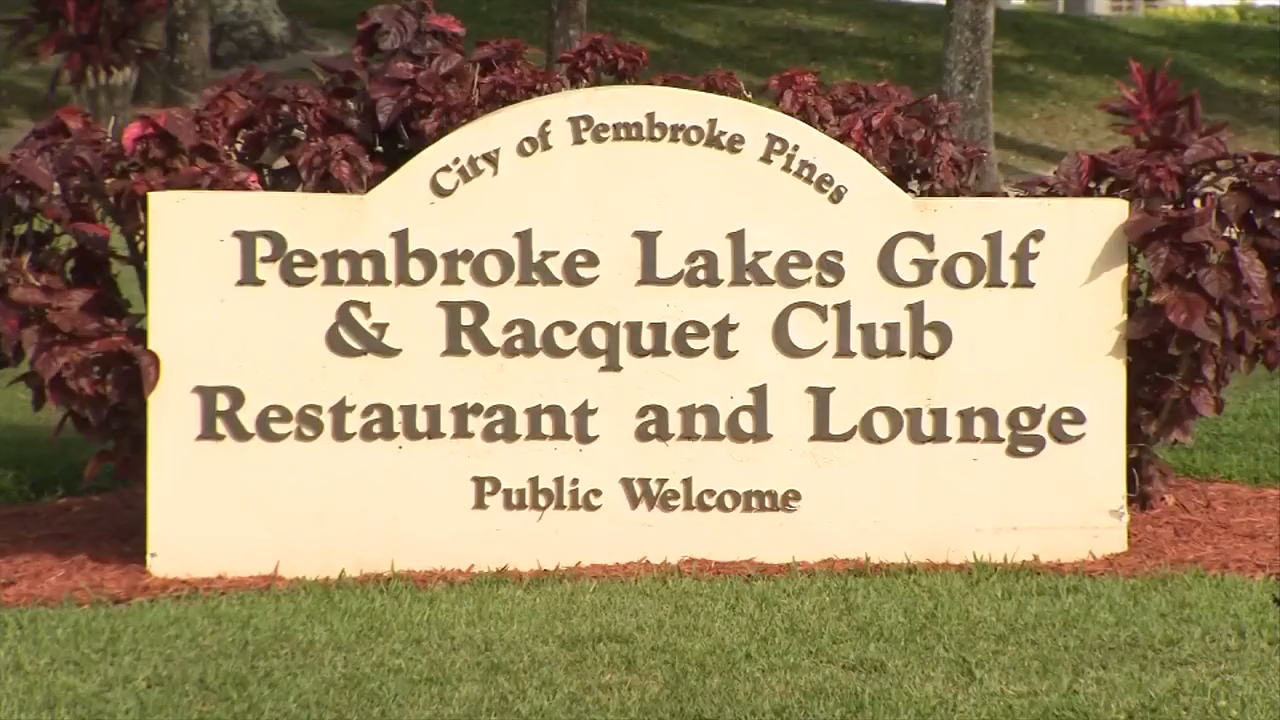 City of Pembroke Pines
Pembroke Lakes Golf
& Racquet Club
Restaurant and Lounge
Public Welcome